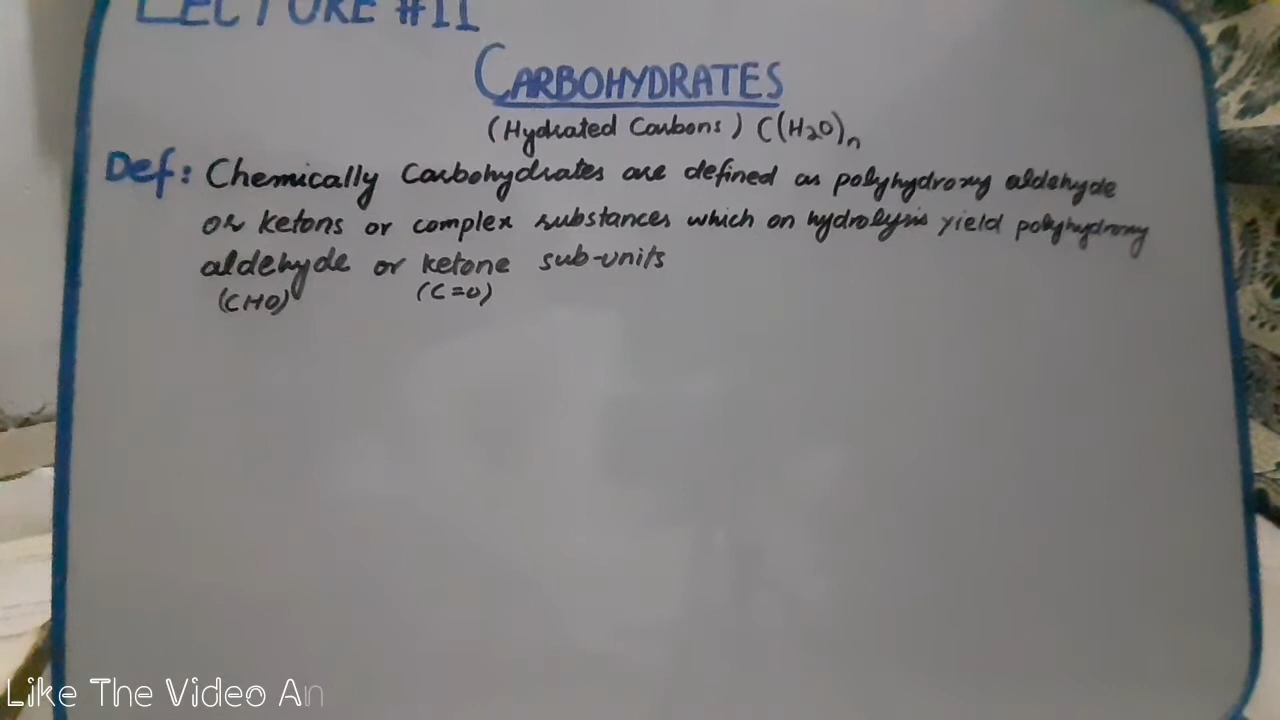 LECTURE #11
CARBOHYDRATES
(Hydrated Carbons) C(H2O)n
Def: Chemically Carbohydrates are defined as polyhydroxy aldehyde
or ketons or complex substances which on hydrolysis yield polyhydroxy
aldehyde or ketone sub-units
(CHO) (C=O)
Like The Video An